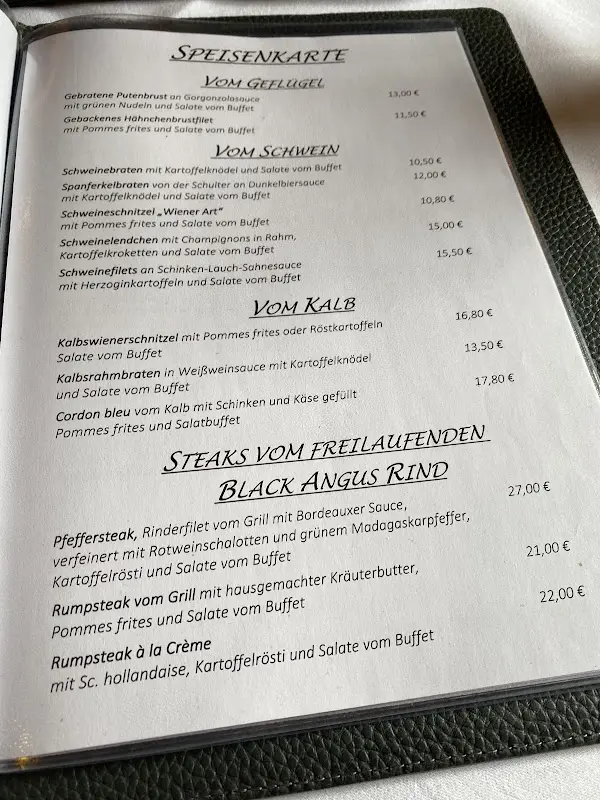 SPEISENKARTE
VOM GEFLÜGEL
Gebratene Putenbrust an Gorgonzolasauce 13,00 €
mit grünen Nudeln und Salate vom Buffet
Gebackenes Hähnchenbrustfilet 11,50 €
mit Pommes frites und Salate vom Buffet
VOM SCHWEIN
Schweinebraten mit Kartoffelknödel und Salate vom Buffet 10,50 €
Spanferkelbraten von der Schulter an Dunkelbiersauce 12,00 €
mit Kartoffelknödel und Salate vom Buffet
Schweineschnitzel „Wiener Art“ 10,80 €
mit Pommes frites und Salate vom Buffet
Schweinelendchen mit Champignons in Rahm, 15,00 €
Kartoffelkroketten und Salate vom Buffet
Schweinefilets an Schinken-Lauch-Sahnesauce 15,50 €
mit Herzoginkartoffeln und Salate vom Buffet
VOM KALB
Kalbswienerschnitzel mit Pommes frites oder Röstkartoffeln 16,80 €
Salate vom Buffet
Kalbsrahmbraten in Weißweinsauce mit Kartoffelknödel 13,50 €
und Salate vom Buffet
Cordon bleu vom Kalb mit Schinken und Käse gefüllt 17,80 €
Pommes frites und Salatbuffet
STEAKS VOM FREILAUFENDEN
BLACK ANGUS RIND
Pfeffersteak, Rinderfilet vom Grill mit Bordeauxer Sauce, 27,00 €
verfeinert mit Rotweinschalotten und grünem Madagaskarpfeffer,
Kartoffelrösti und Salate vom Buffet
Rumpsteak vom Grill mit hausgemachter Kräuterbutter, 21,00 €
Pommes frites und Salate vom Buffet
Rumpsteak à la Crème 22,00 €
mit Sc. hollandaise, Kartoffelrösti und Salate vom Buffet